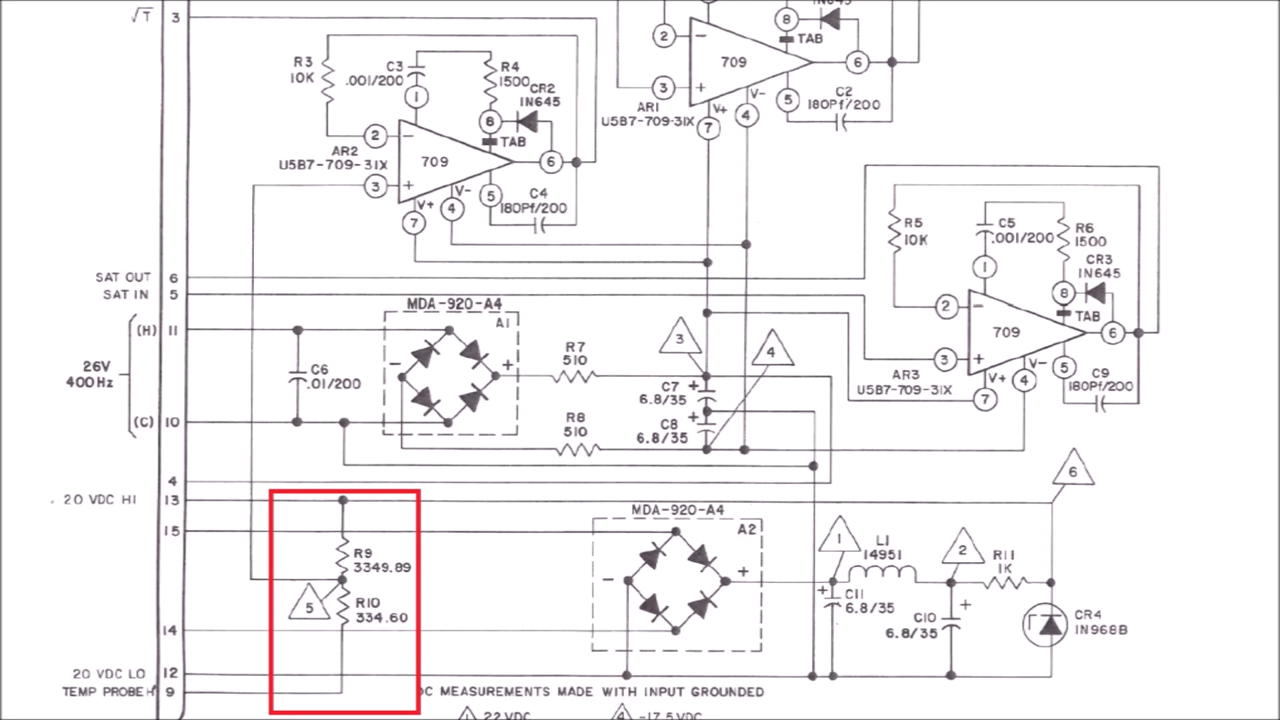 √T 3
IN645
8
TAB
2
−
709
6
3
+
V-
AR1
V+
5
C2
180Pf/200
U5B7-709-31X
7
4
R3
10K
C3
.001/200
R4
1500
1
CR2
IN645
8
TAB
2
−
AR2
U5B7-709-31X
709
6
3
+
V-
V+
5
C4
180Pf/200
4
7
R5
10K
C5
.001/200
R6
1500
CR3
IN645
1
8
TAB
2
−
709
6
3
+
V-
AR3
V+
5
C9
180Pf/200
U5B7-709-31X
4
7
SAT OUT 6
SAT IN 5
MDA-920-A4
A1
(H) 11
26V
400Hz
C6
.01/200
−
+
R7
510
3
4
C7
6.8/35
+
(C) 10
R8
510
C8
6.8/35
+
4
20 VDC HI 13
6
15
MDA-920-A4
A2
R9
3349.89
5
R10
334.60
−
+
1
L1
14951
2
R11
1K
C11
6.8/35
+
C10
6.8/35
+
CR4
IN968B
14
20 VDC LO 12
TEMP PROBE H 9
DC MEASUREMENTS MADE WITH INPUT GROUNDED
1 22 VDC
4 -17.5 VDC